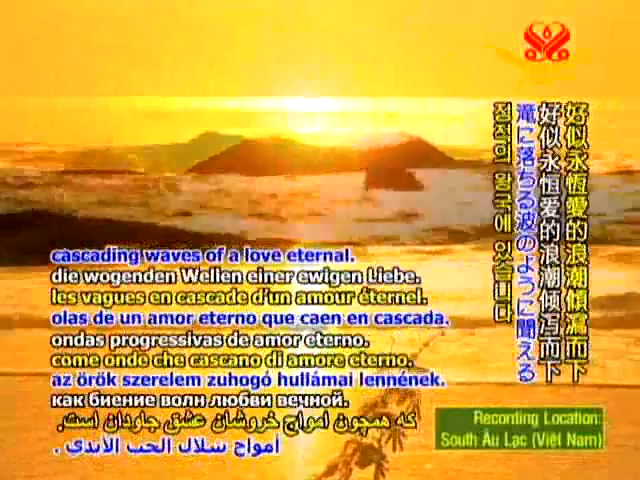 cascading waves of a love eternal.
die wogenden Wellen einer ewigen Liebe.
les vagues en cascade d'un amour éternel.
olas de un amor eterno que caen en cascada.
ondas progressivas de amor eterno.
come onde che cascano di amore eterno.
az örök szerelem zuhogó hullámai lennének.
как биение волн любви вечной.
که همچون امواج خروشان عشق جاودان است.
أمواج شلال الحب الأبدي .
好似永恆愛的浪潮傾瀉而下
好似永恒爱的浪潮倾泻而下
滝に落ちる波のように聞える
있습니다
Recording Location:
South Âu Lạc (Việt Nam)